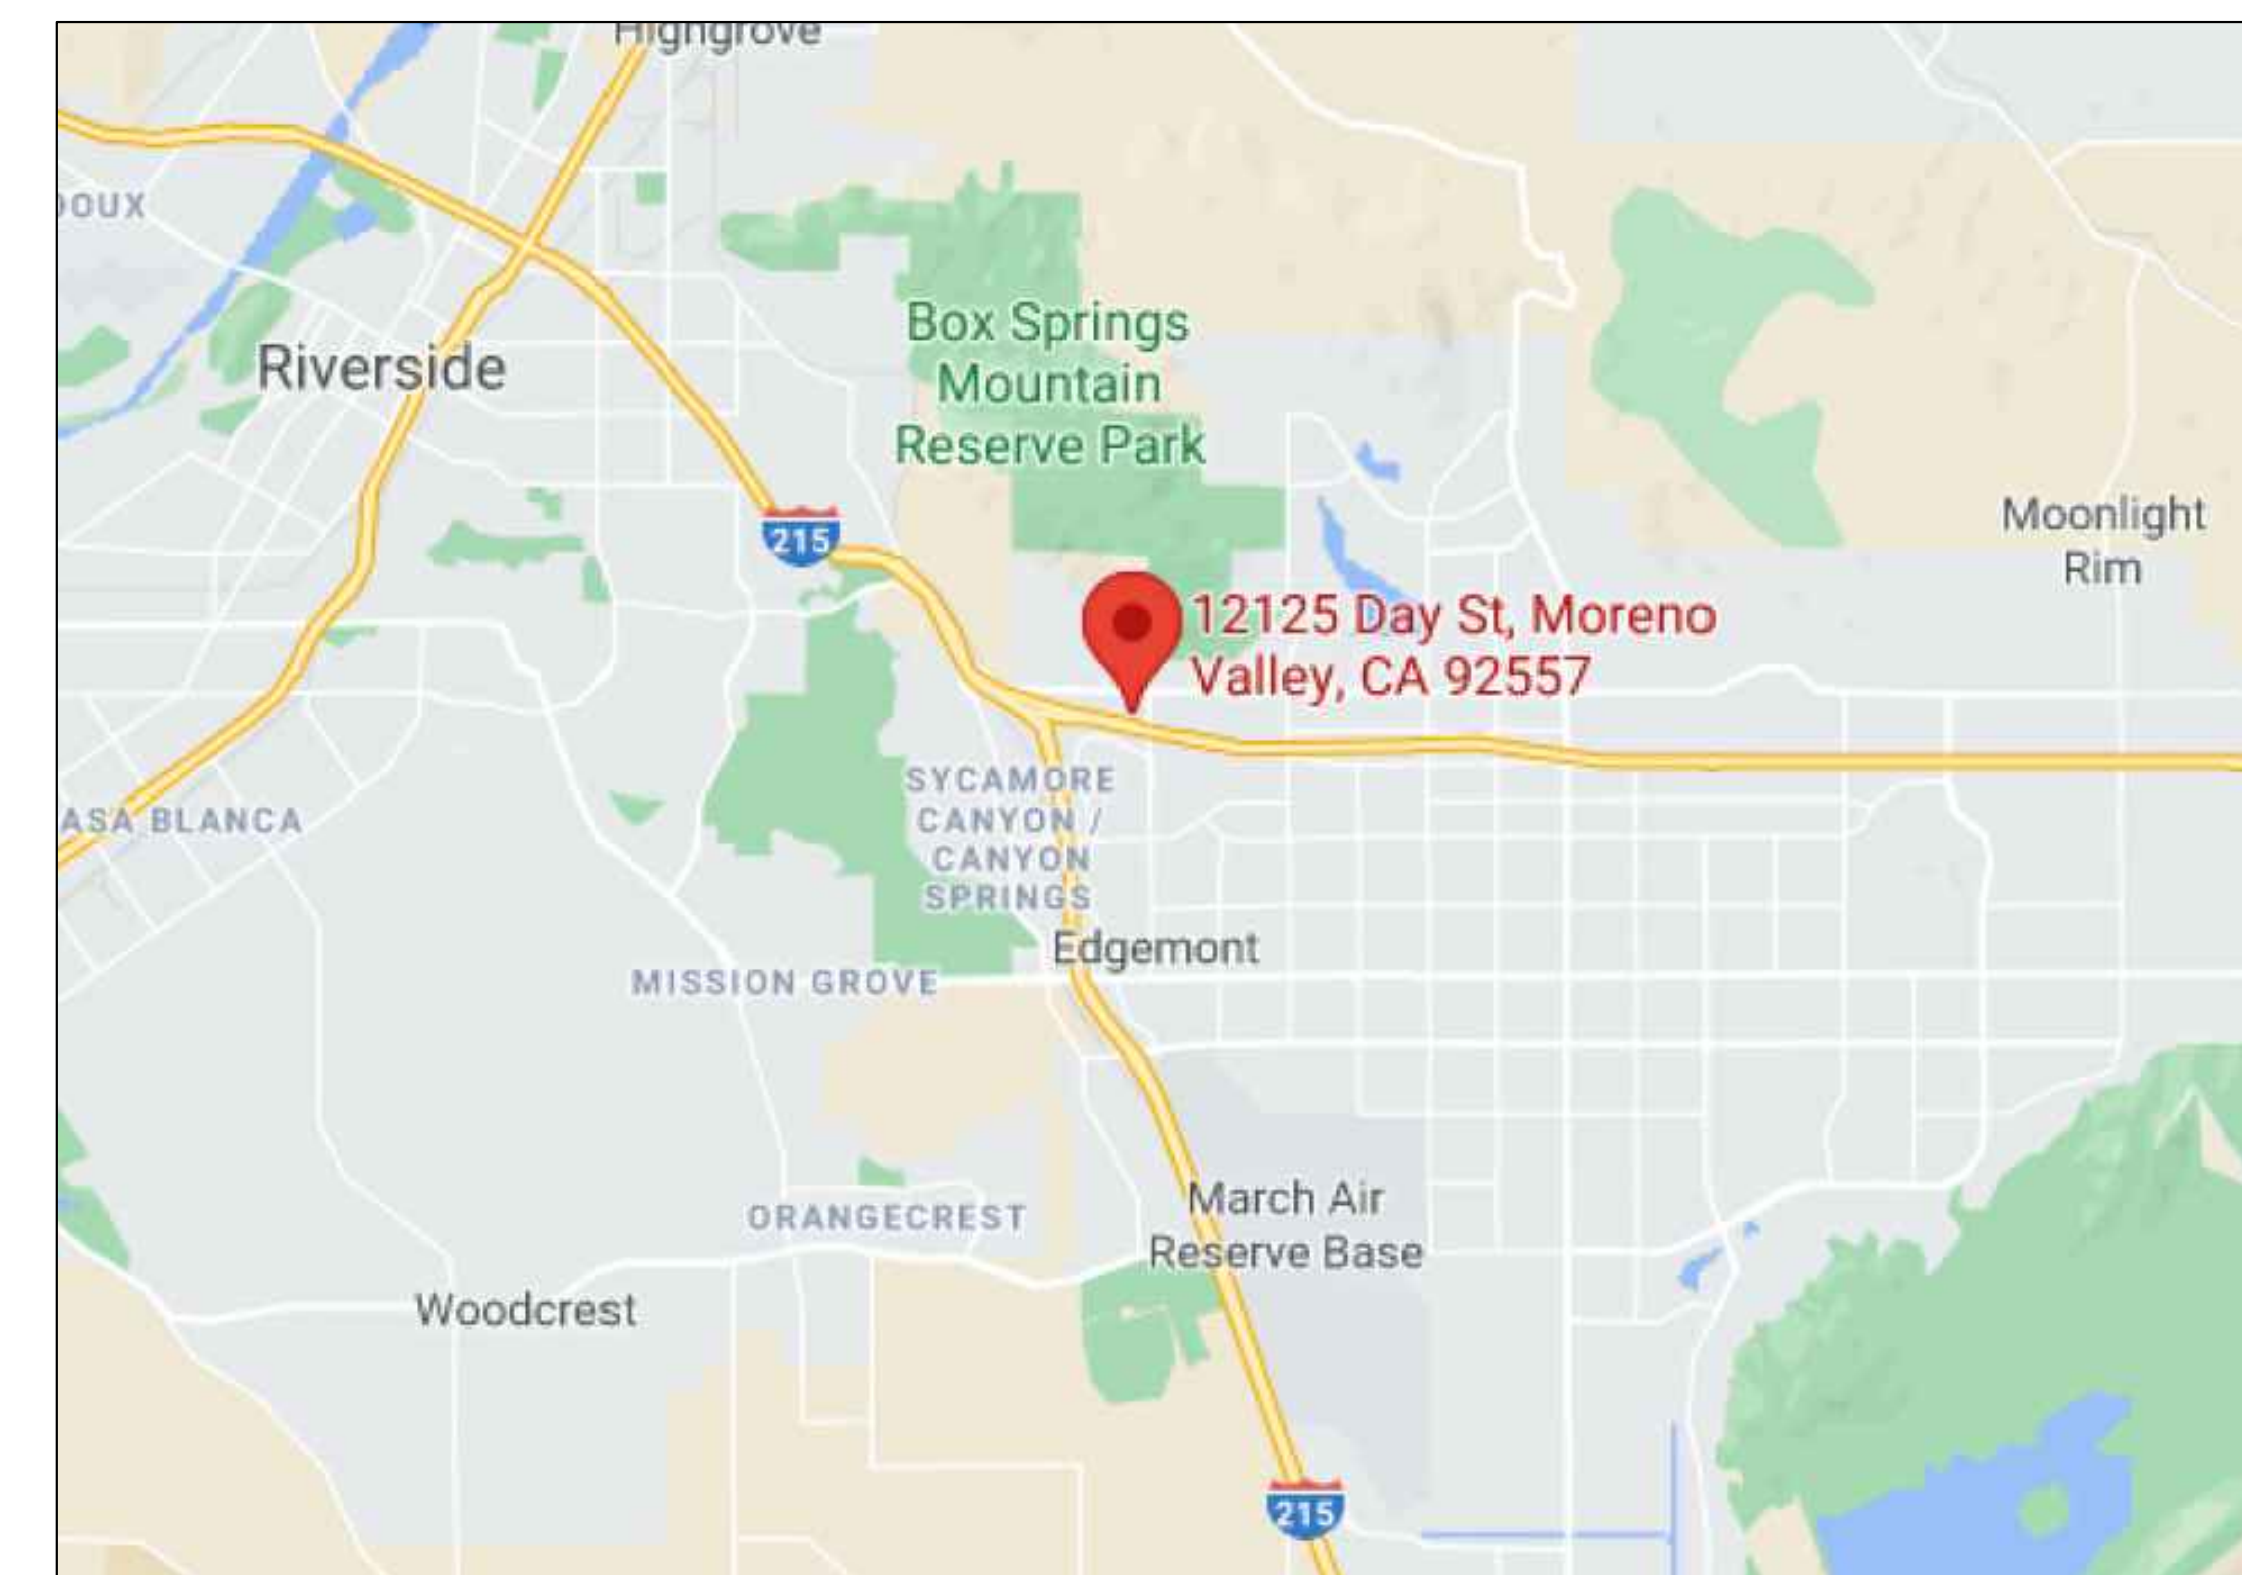 Highgrove
OUX
Riverside
Box Springs
Mountain
Reserve Park
215
Moonlight
Rim
12125 Day St, Moreno
Valley, CA 92557
SYCAMORE
CANYON /
CANYON
SPRINGS
ASA BLANCA
Edgemont
MISSION GROVE
March Air
Reserve Base
ORANGECREST
Woodcrest
215